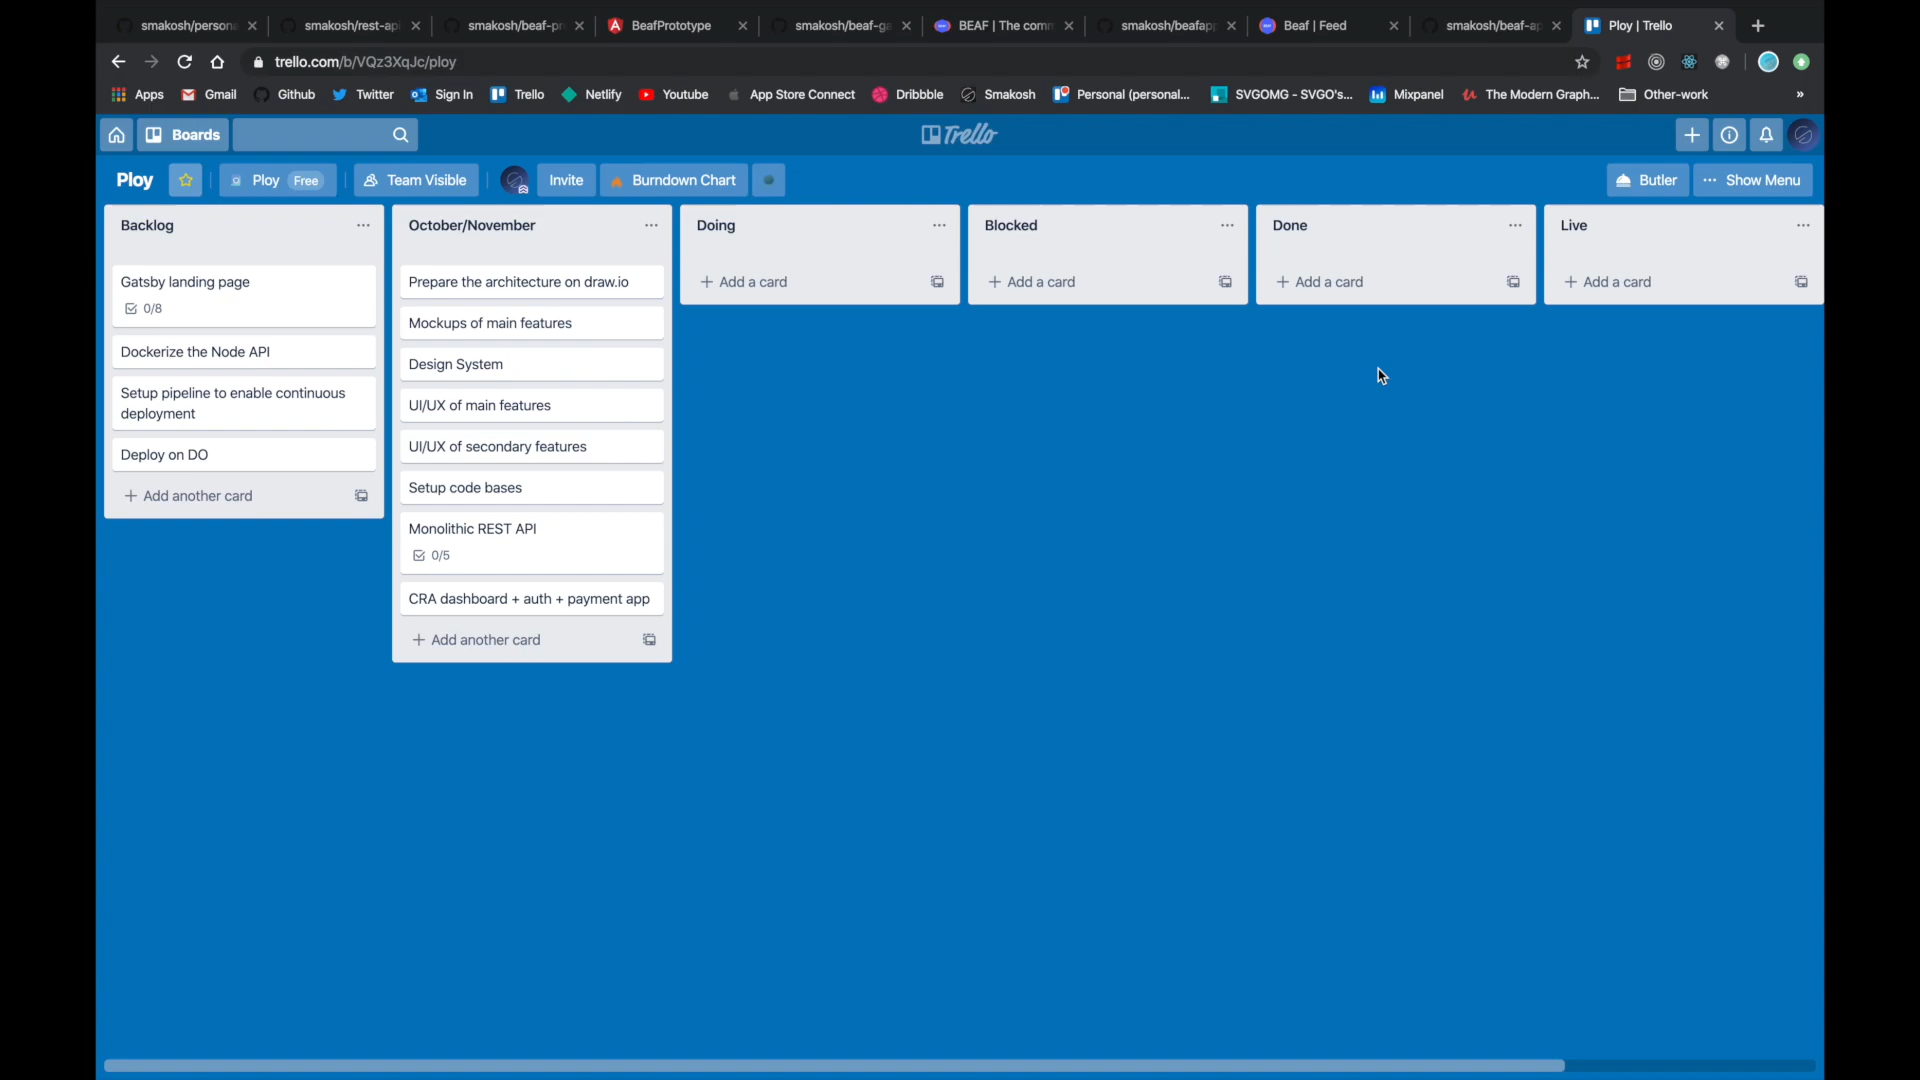 smakosh/persona
smakosh/rest-api
smakosh/beaf-pr
BeafPrototype
smakosh/beaf-ge
BEAF | The comm
smakosh/beafapp
Beaf | Feed
smakosh/beaf-ap
Ploy | Trello
trello.com/b/VQz3XqJc/ploy
Apps
Gmail
Github
Twitter
Sign In
Trello
Netlify
Youtube
App Store Connect
Dribbble
Smakosh
Personal (personal...
SVGOMG - SVGO's...
Mixpanel
The Modern Graph...
Other-work
»
Boards
Trello
Ploy
Ploy Free
Team Visible
Invite
Burndown Chart
Butler
Show Menu
Backlog
Gatsby landing page
0/8
Dockerize the Node API
Setup pipeline to enable continuous
deployment
Deploy on DO
Add another card
October/November
Prepare the architecture on draw.io
Mockups of main features
Design System
UI/UX of main features
UI/UX of secondary features
Setup code bases
Monolithic REST API
0/5
CRA dashboard + auth + payment app
Add another card
Doing
Add a card
Blocked
Add a card
Done
Add a card
Live
Add a card